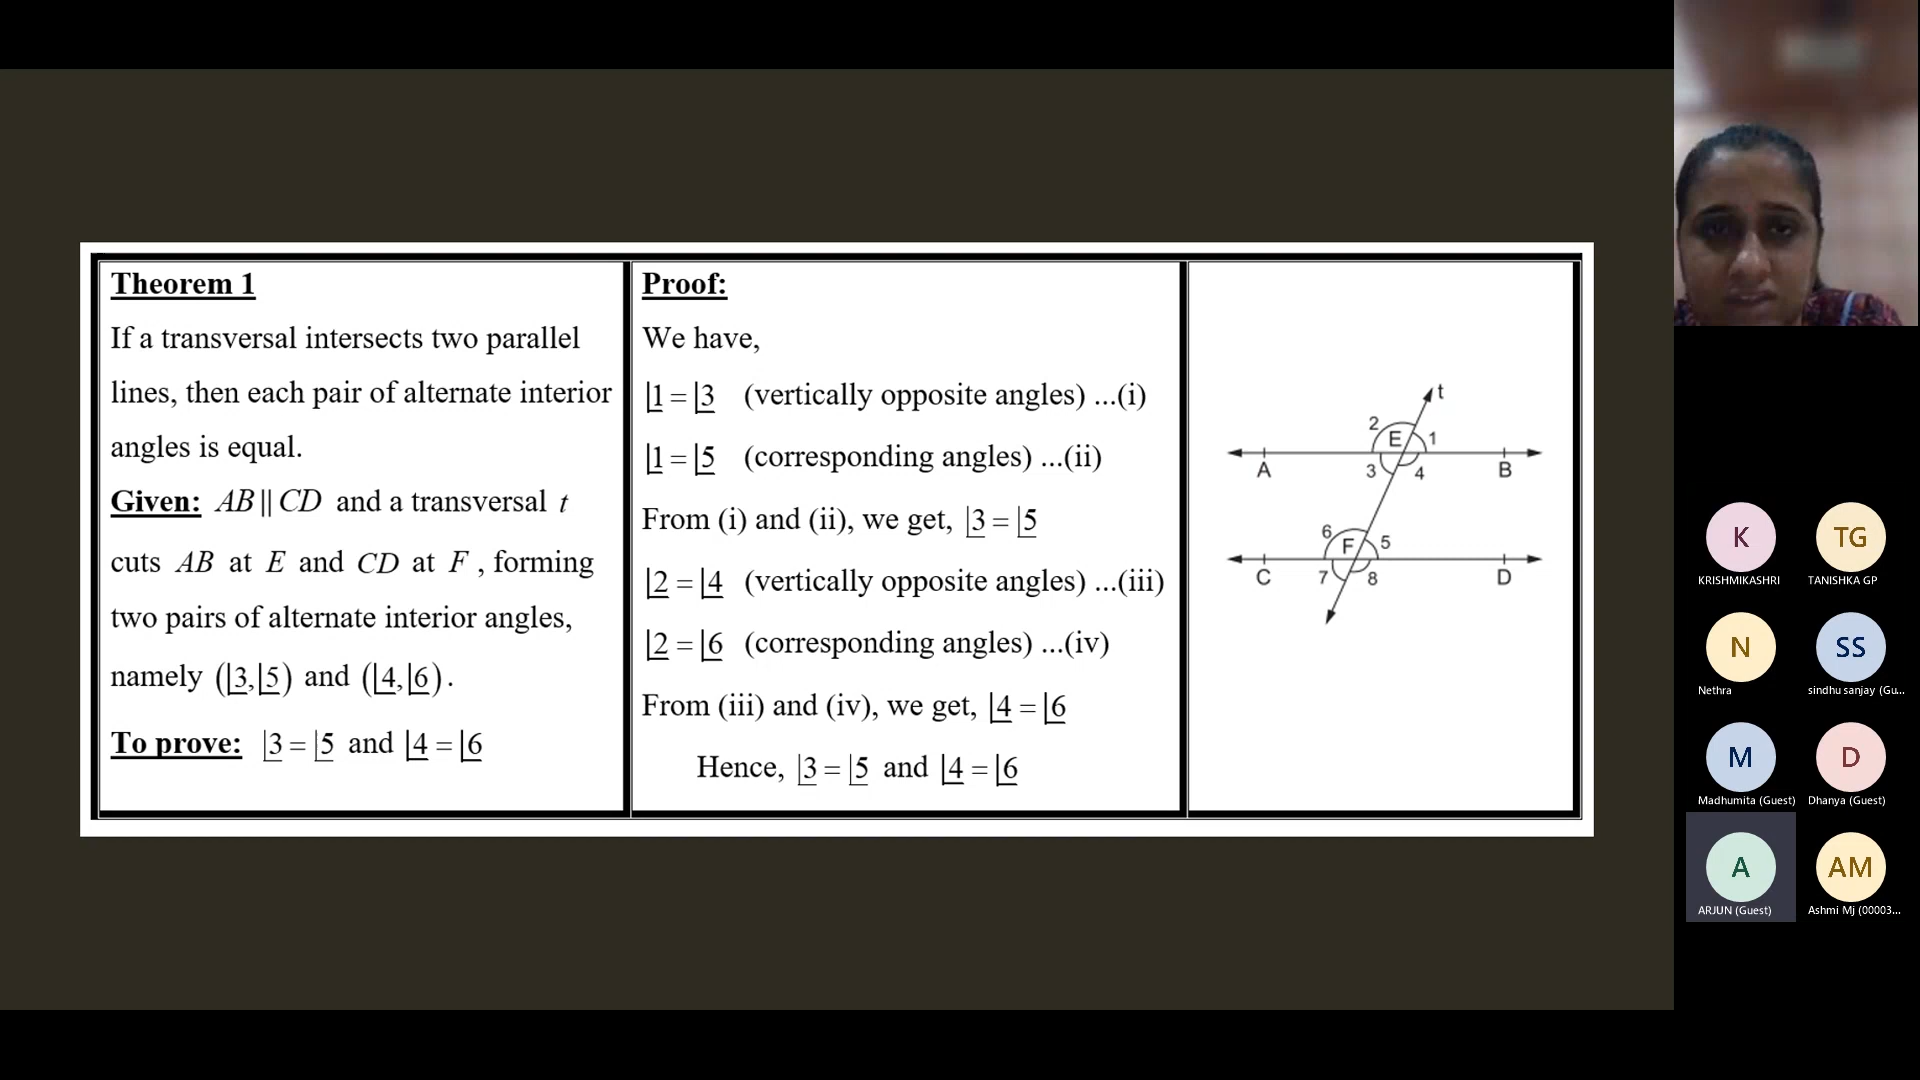 Theorem 1
If a transversal intersects two parallel
lines, then each pair of alternate interior
angles is equal.
Given: AB || CD and a transversal t
cuts AB at E and CD at F , forming
two pairs of alternate interior angles,
namely (⌊3,⌊5) and (⌊4,⌊6).
To prove: ⌊3 = ⌊5 and ⌊4 = ⌊6
Proof:
We have,
⌊1 = ⌊3 (vertically opposite angles) ...(i)
⌊1 = ⌊5 (corresponding angles) ...(ii)
From (i) and (ii), we get, ⌊3 = ⌊5
⌊2 = ⌊4 (vertically opposite angles) ...(iii)
⌊2 = ⌊6 (corresponding angles) ...(iv)
From (iii) and (iv), we get, ⌊4 = ⌊6
Hence, ⌊3 = ⌊5 and ⌊4 = ⌊6
t
2 E 1
A 3 4 B
6 F 5
C 7 8 D
K TG
KRISHMIKASHRI TANISHKA GP
N SS
Nethra sindhu sanjay (Gu...
M D
Madhumita (Guest) Dhanya (Guest)
A AM
ARJUN (Guest) Ashmi Mj (00003...